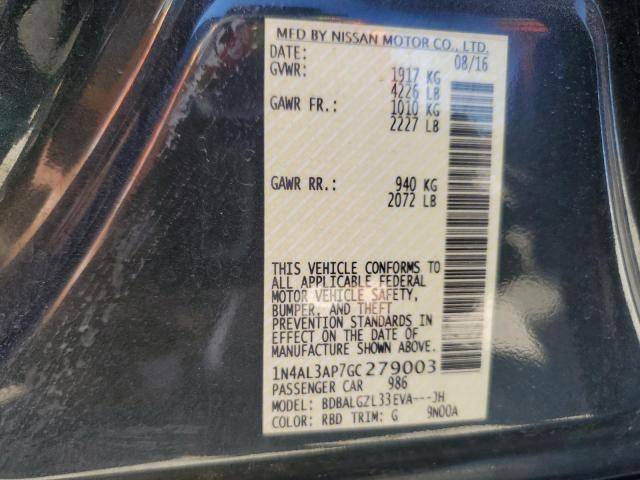 MFD BY NISSAN MOTOR CO., LTD.
DATE: 08/16
GVWR: 1917 KG
4226 LB
GAWR FR.: 1010 KG
2227 LB
GAWR RR.: 940 KG
2072 LB
THIS VEHICLE CONFORMS TO
ALL APPLICABLE FEDERAL
MOTOR VEHICLE SAFETY,
BUMPER, AND THEFT
PREVENTION STANDARDS IN
EFFECT ON THE DATE OF
MANUFACTURE SHOWN ABOVE.
1N4AL3AP7GC279003
PASSENGER CAR 986
MODEL: BDBALGZL33EVA---JH
COLOR: RBD TRIM: G 9N00A